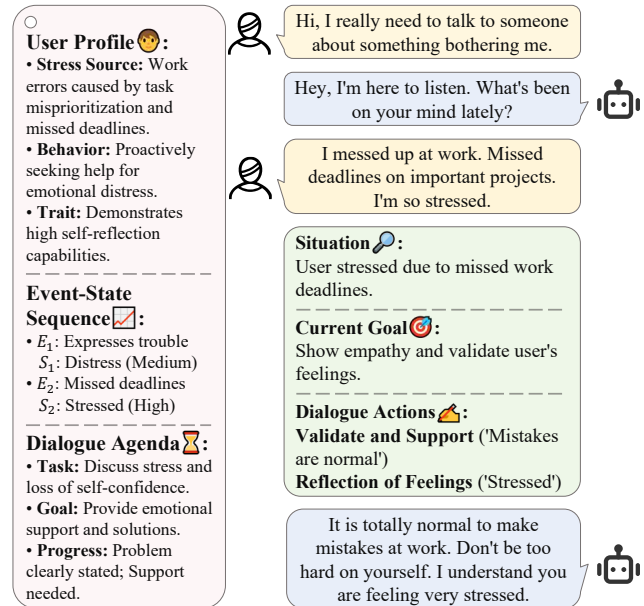 User Profile🧑:
• Stress Source: Work
errors caused by task
misprioritization and
missed deadlines.
• Behavior: Proactively
seeking help for
emotional distress.
• Trait: Demonstrates
high self-reflection
capabilities.
Event-State
Sequence📈:
• E₁: Expresses trouble
S₁: Distress (Medium)
• E₂: Missed deadlines
S₂: Stressed (High)
Dialogue Agenda⏳:
• Task: Discuss stress and
loss of self-confidence.
• Goal: Provide emotional
support and solutions.
• Progress: Problem
clearly stated; Support
needed.
Hi, I really need to talk to someone
about something bothering me.
Hey, I'm here to listen. What's been
on your mind lately?
I messed up at work. Missed
deadlines on important projects.
I'm so stressed.
Situation🔎:
User stressed due to missed work
deadlines.
Current Goal🎯:
Show empathy and validate user's
feelings.
Dialogue Actions✍:
Validate and Support ('Mistakes
are normal')
Reflection of Feelings ('Stressed')
It is totally normal to make
mistakes at work. Don't be too
hard on yourself. I understand you
are feeling very stressed.